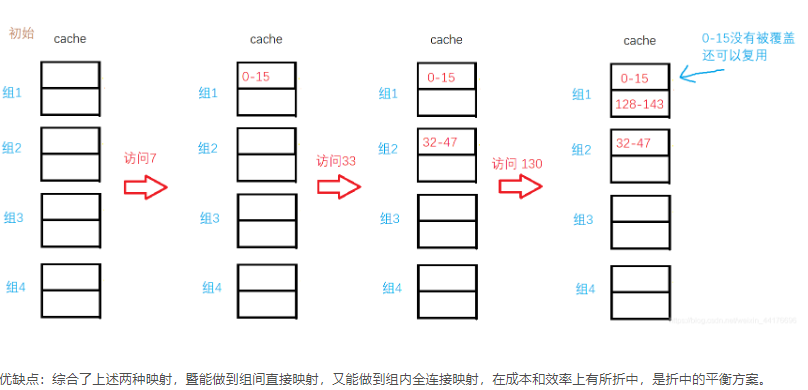 初始
cache
cache
cache
cache
0-15没有被覆盖
还可以复用
组1
组1
0-15
组1
0-15
组1
0-15
128-143
组2
组2
组2
32-47
组2
32-47
访问7
访问33
访问 130
组3
组3
组3
组3
组4
组4
组4
组4
优缺点：综合了上述两种映射，暨能做到组间直接映射，又能做到组内全连接映射，在成本和效率上有所折中，是折中的平衡方案。